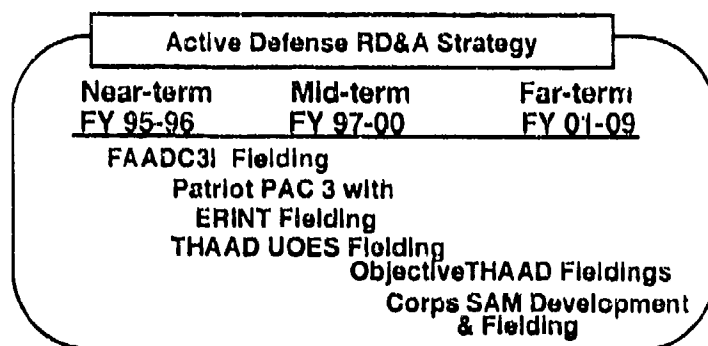 Active Defense RD&A Strategy
Near-term Mid-term Far-term
FY 95-96 FY 97-00 FY 01-09
FAADC3I Fielding
Patriot PAC 3 with
ERINT Fielding
THAAD UOES Fielding
ObjectiveTHAAD Fieldings
Corps SAM Development
& Fielding